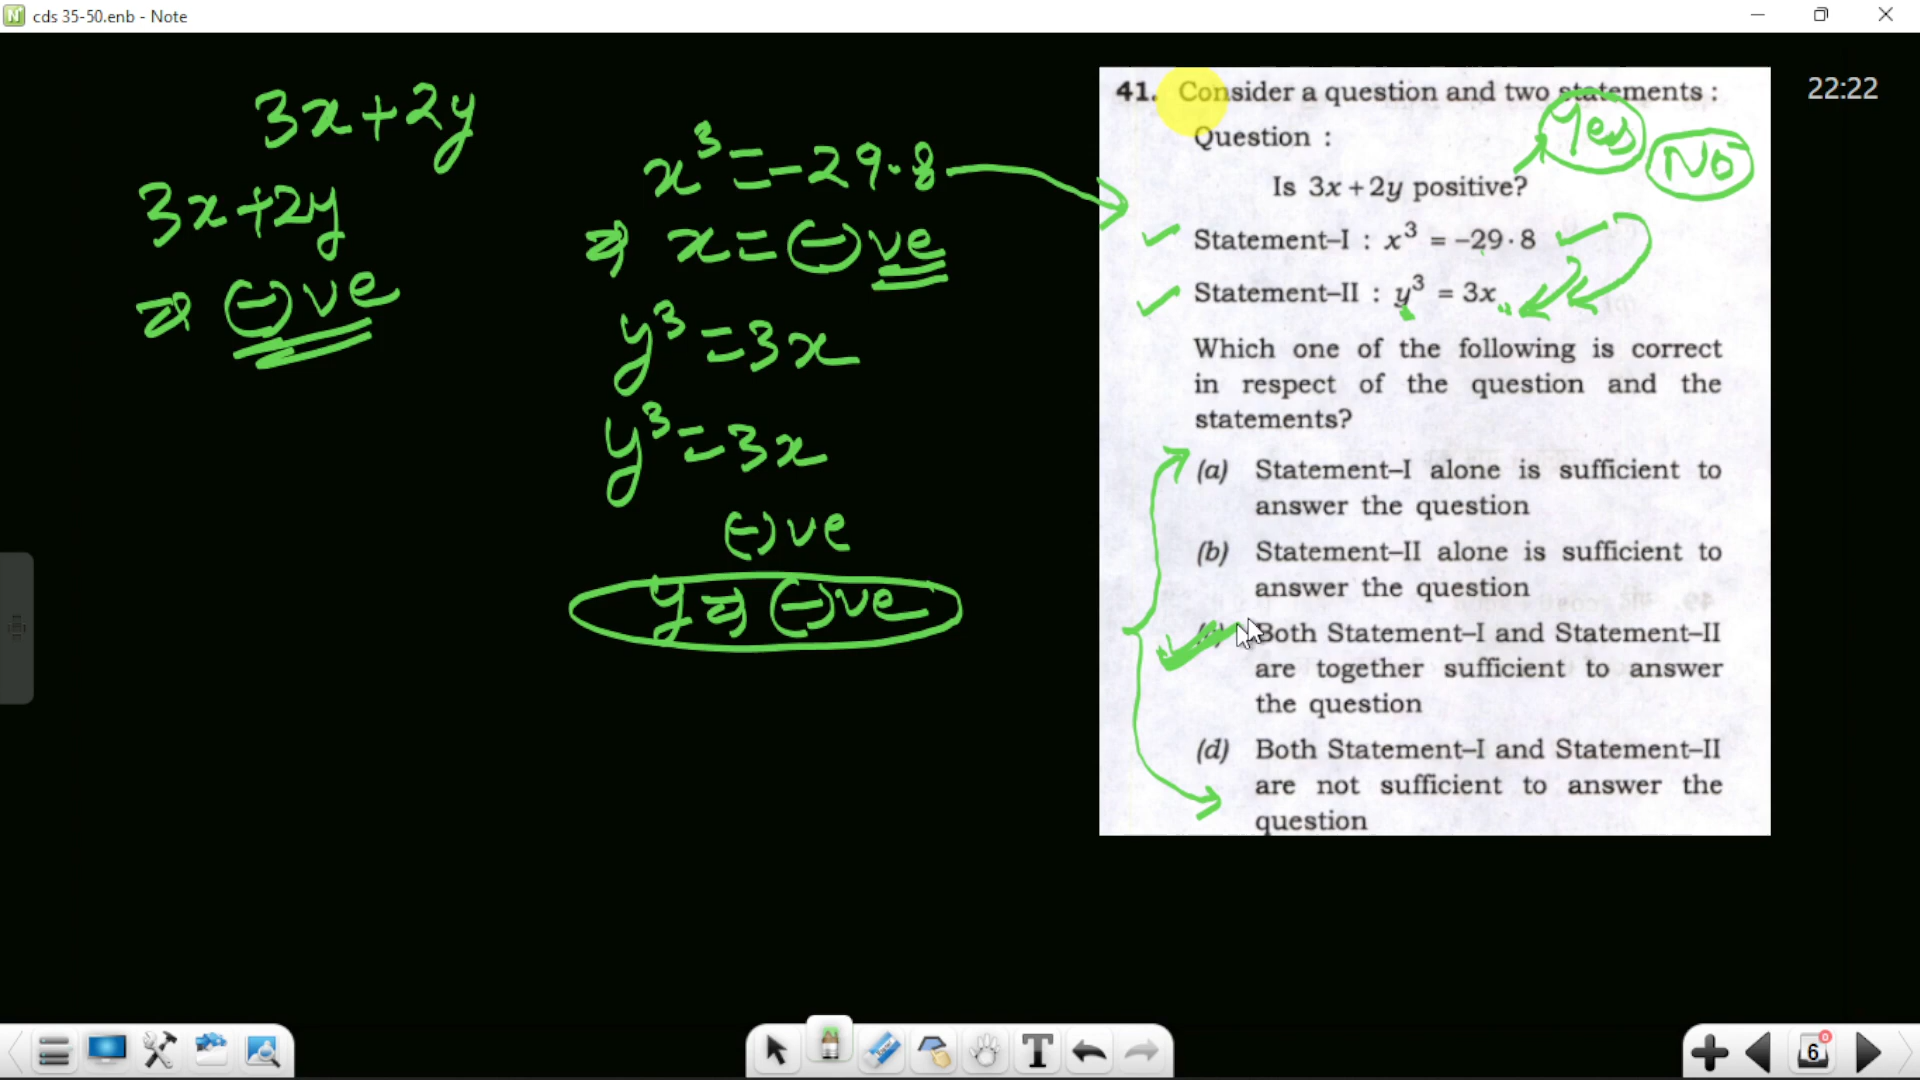 cds 35-50.enb - Note
3x+2y
3x+2y
⇒ (-)ve
x³=-29.8
⇒ x=(-)ve
y³=3x
y³=3x
(-)ve
y⇒(-)ve
41. Consider a question and two statements :
Question :
Yes
No
Is 3x+2y positive?
Statement–I : x³ = –29·8
Statement–II : y³ = 3x
Which one of the following is correct
in respect of the question and the
statements?
(a) Statement–I alone is sufficient to
answer the question
(b) Statement–II alone is sufficient to
answer the question
Both Statement–I and Statement–II
are together sufficient to answer
the question
(d) Both Statement–I and Statement–II
are not sufficient to answer the
question
22:22
T
6
0